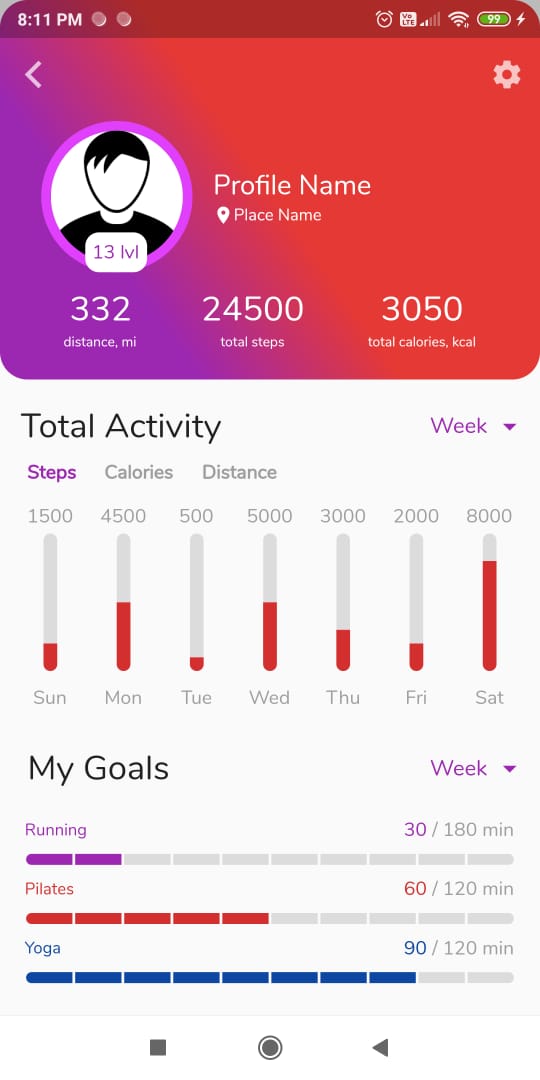 8:11 PM Vo LTE 99
Profile Name
Place Name
13 lvl
332 24500 3050
distance, mi total steps total calories, kcal
Total Activity Week
Steps Calories Distance
1500 4500 500 5000 3000 2000 8000
Sun Mon Tue Wed Thu Fri Sat
My Goals Week
Running 30 / 180 min
Pilates 60 / 120 min
Yoga 90 / 120 min